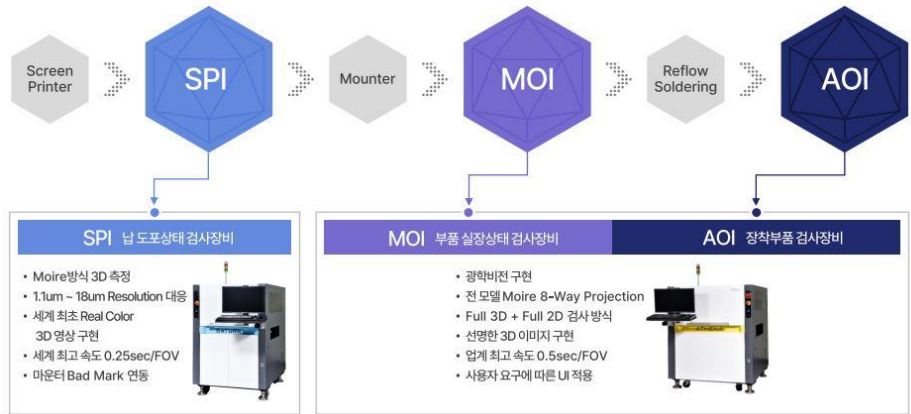 Screen
Printer
SPI
Mounter
MOI
Reflow
Soldering
AOI
SPI 납 도포상태 검사장비
• Moire방식 3D 측정
• 1.1um ~ 18um Resolution 대응
• 세계 최초 Real Color
3D 영상 구현
• 세계 최고 속도 0.25sec/FOV
• 마운터 Bad Mark 연동
SATURN
MOI 부품 실장상태 검사장비
AOI 장착부품 검사장비
• 광학비전 구현
• 전 모델 Moire 8-Way Projection
• Full 3D + Full 2D 검사 방식
• 선명한 3D 이미지 구현
• 업계 최고 속도 0.5sec/FOV
• 사용자 요구에 따른 UI 적용
ATHENA